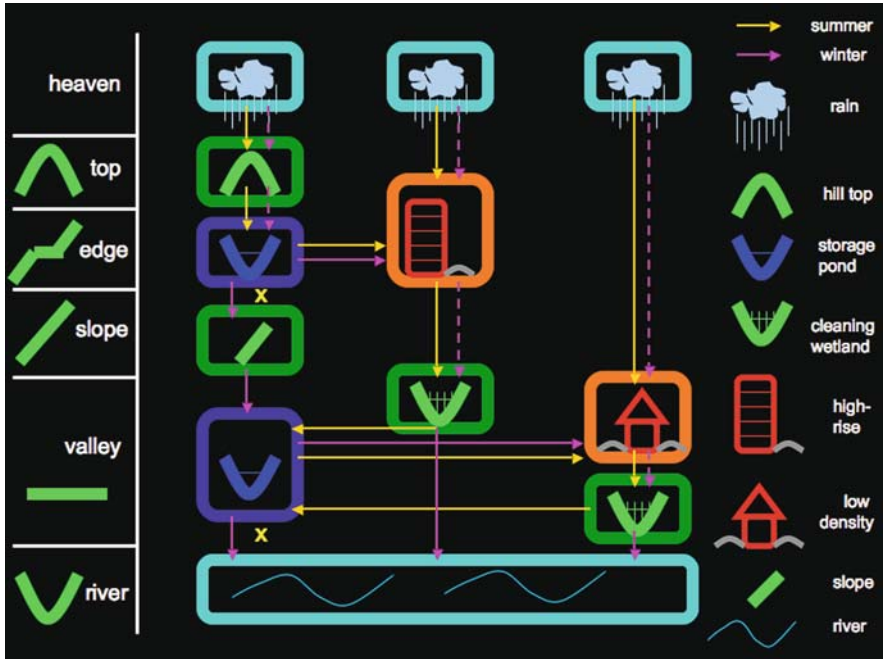 heaven
top
edge
slope
valley
river
x
x
summer
winter
rain
hill top
storage
pond
cleaning
wetland
high-
rise
low
density
slope
river